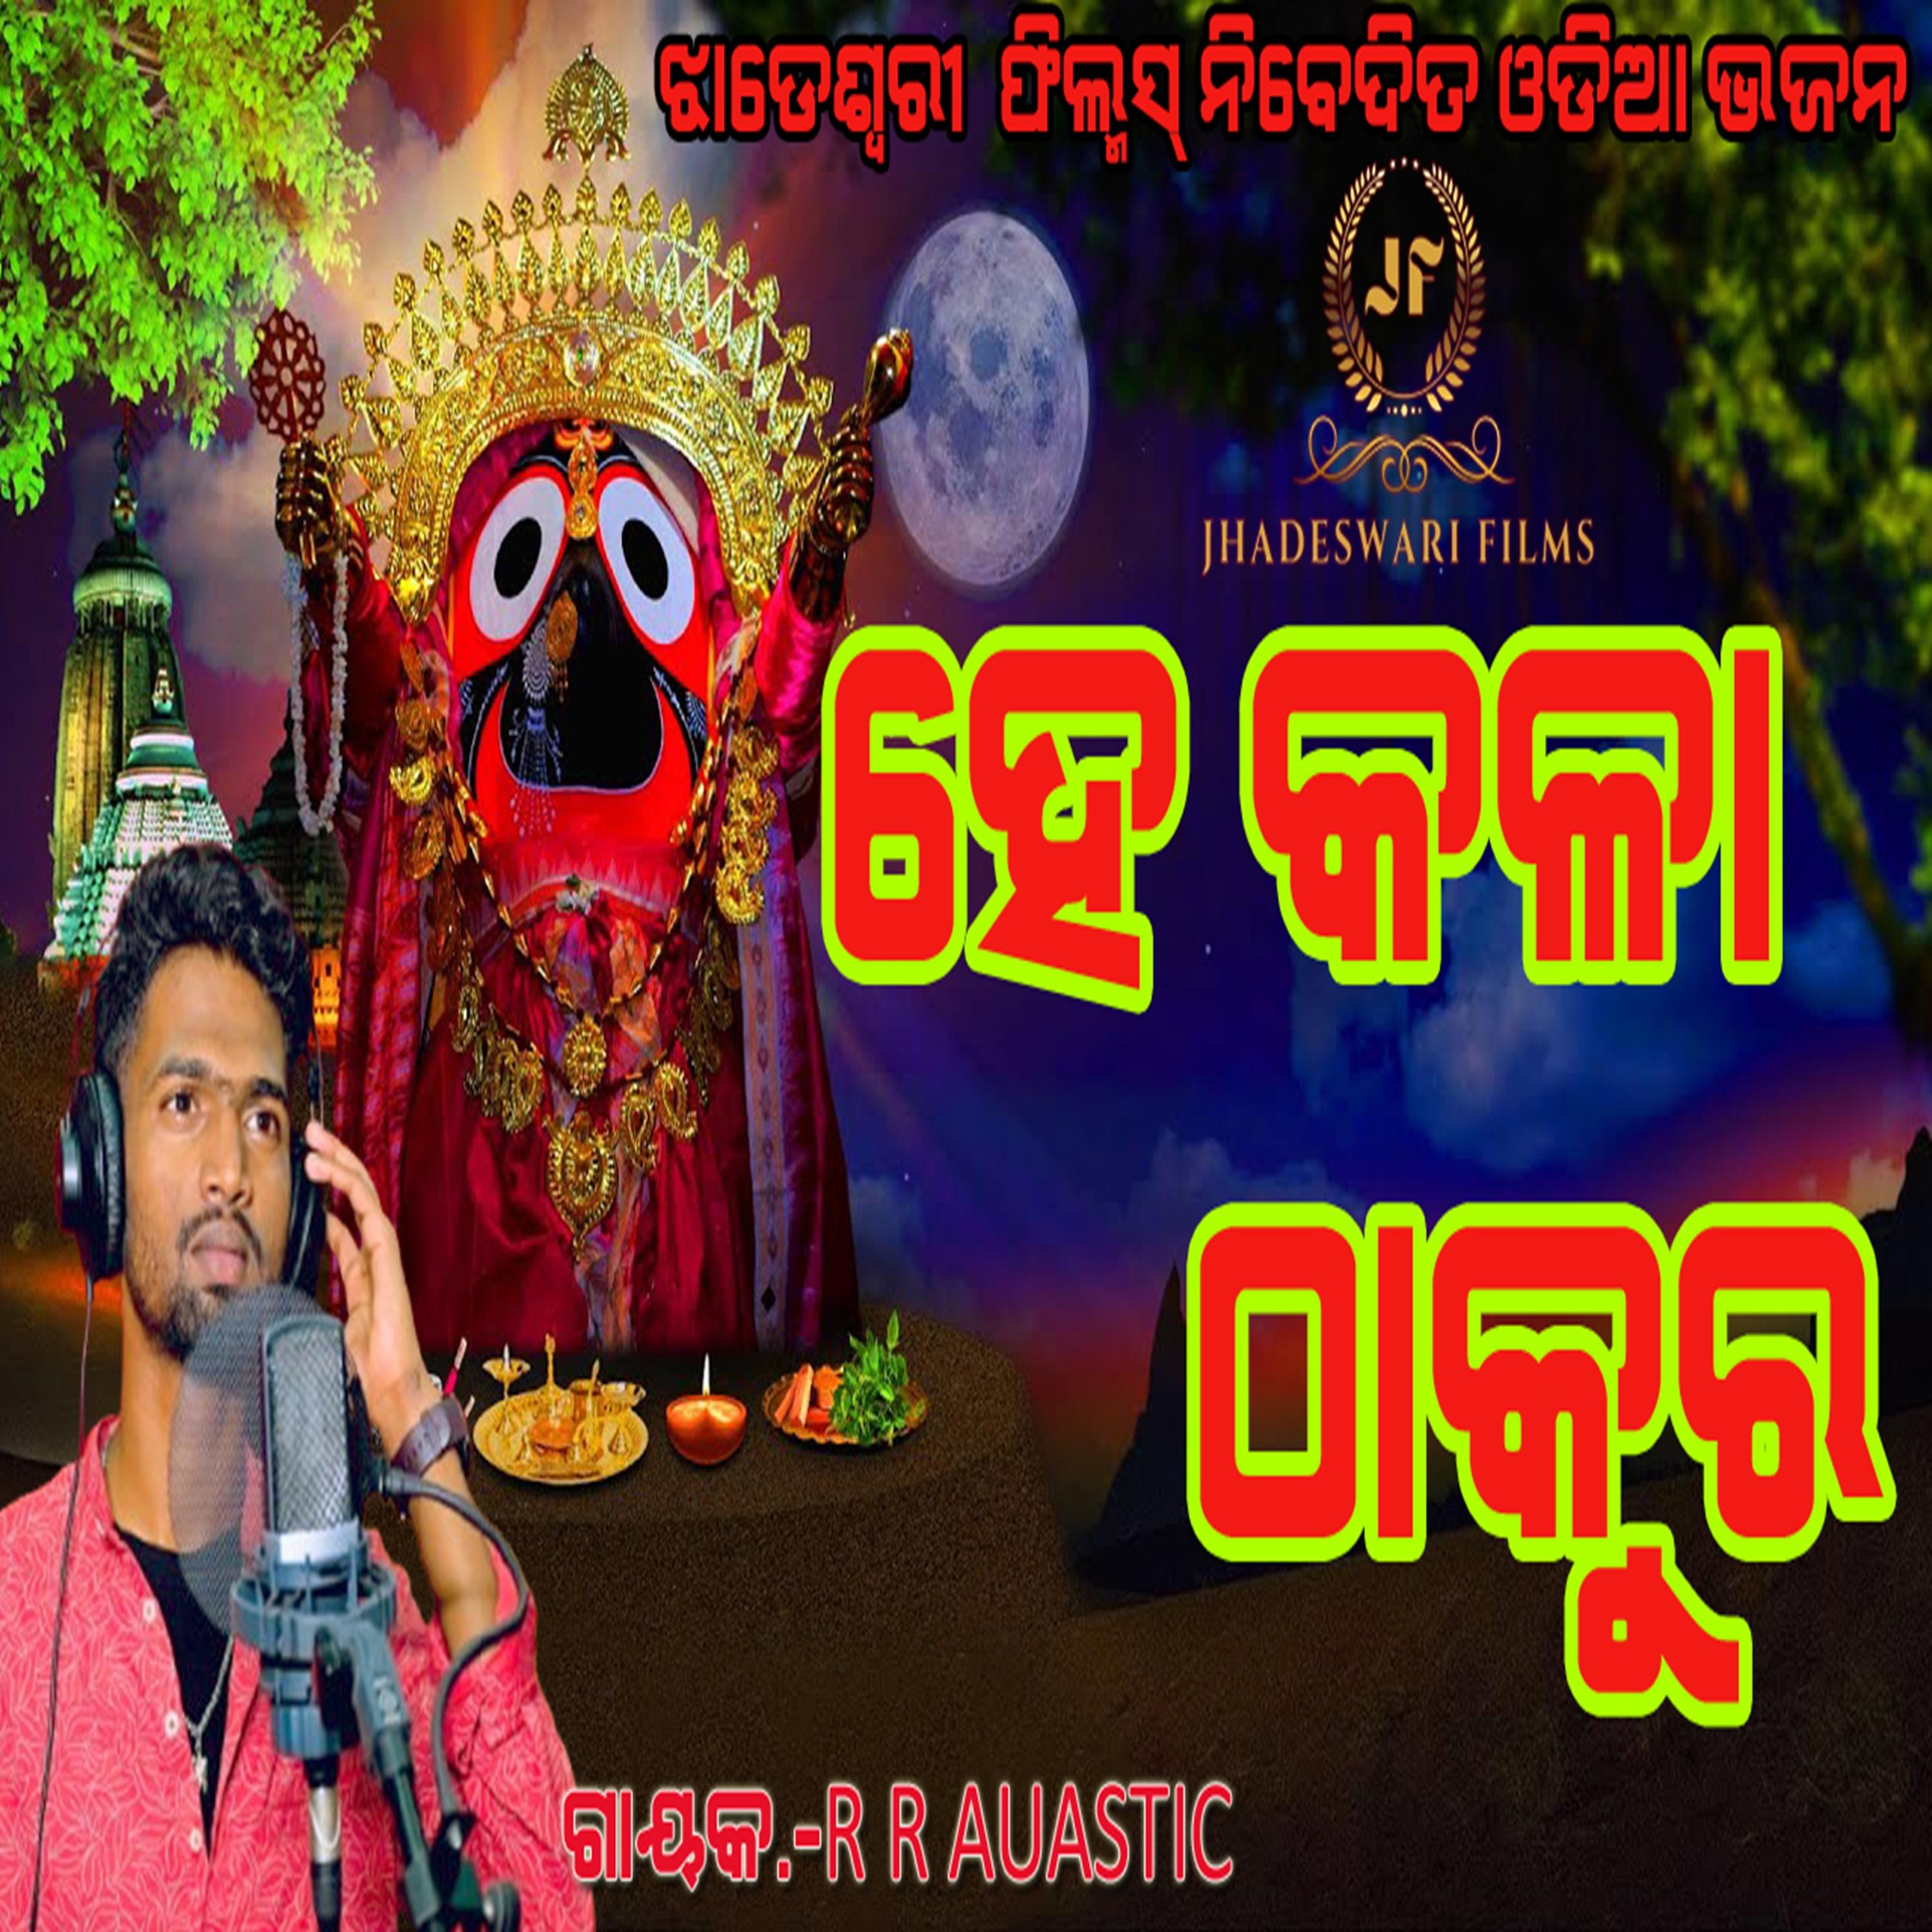 ଝାଡେଶ୍ୱରୀ ଫିଲ୍ମସ୍ ନିବେଦିତ ଓଡିଆ ଭଜନ
JF
JHADESWARI FILMS
ହେ କଳା
ଠାକୁର
ଗାୟକ.-R R AUASTIC